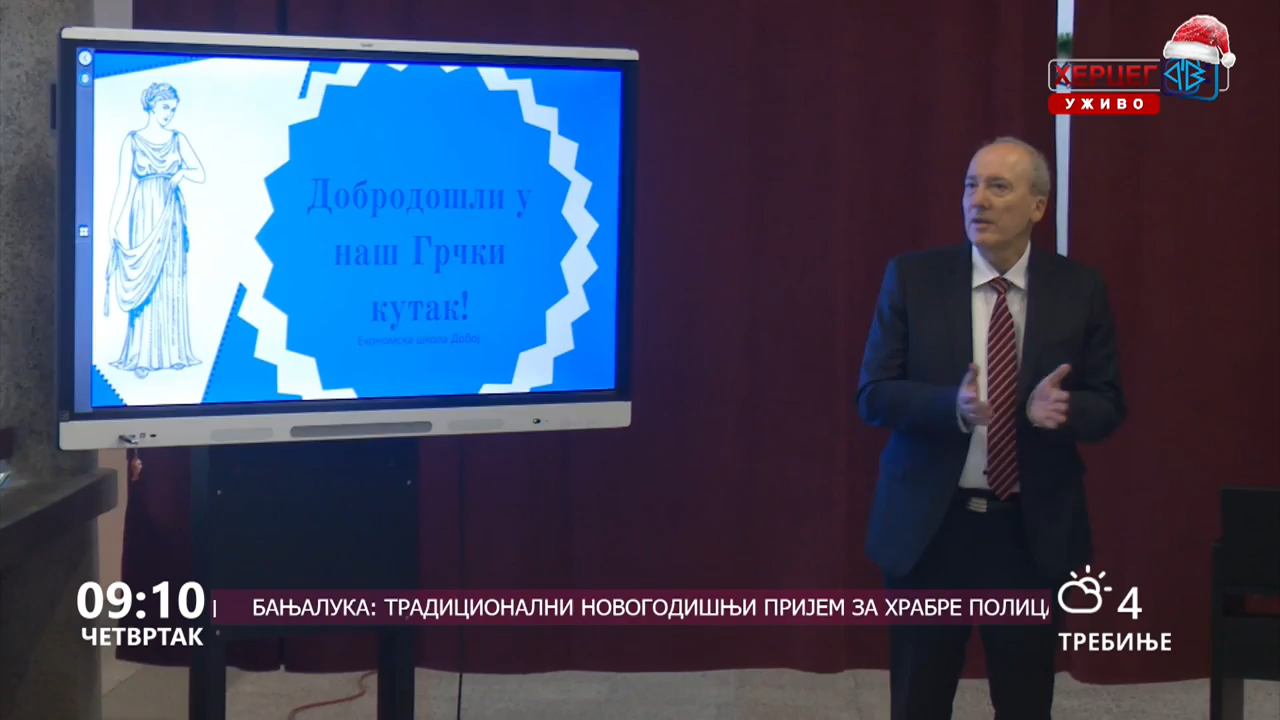 ХЕРЦЕГ ТВ
УЖИВО
Добродошли у
наш Грчки
кутак!
Економска школа Добој
09:10
ЧЕТВРТАК
БАЊАЛУКА: ТРАДИЦИОНАЛНИ НОВОГОДИШЊИ ПРИЈЕМ ЗА ХРАБРЕ
4
ТРЕБИЊЕ